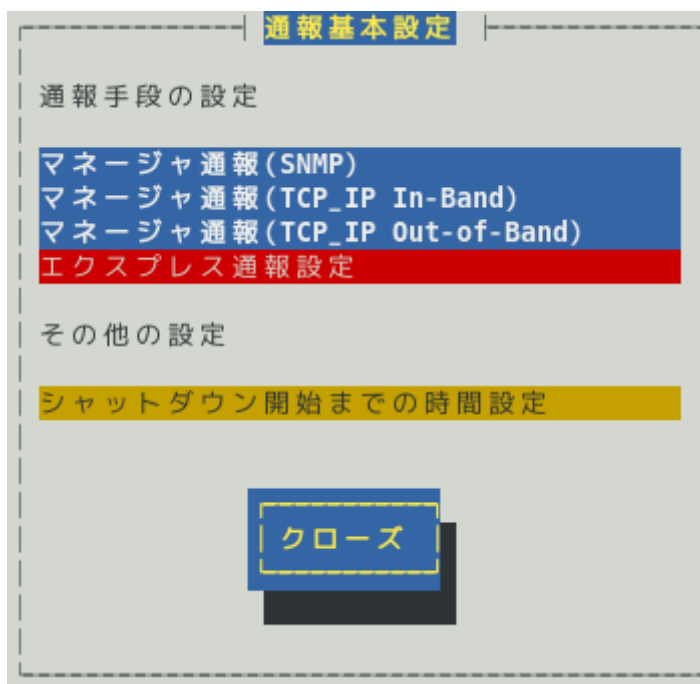 通報基本設定
通報手段の設定
マネージャ通報(SNMP)
マネージャ通報(TCP_IP In-Band)
マネージャ通報(TCP_IP Out-of-Band)
エクスプレス通報設定
その他の設定
シャットダウン開始までの時間設定
クローズ